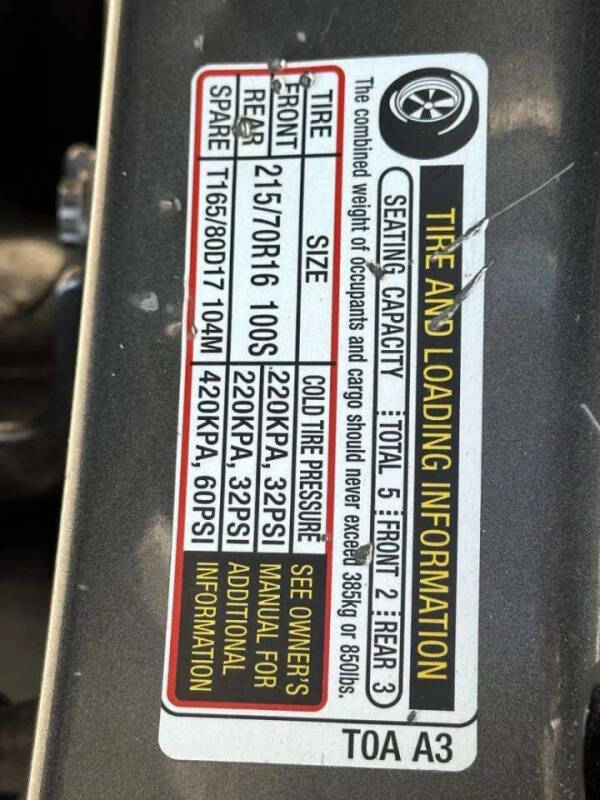 TIRE AND LOADING INFORMATION
SEATING CAPACITY TOTAL 5 FRONT 2 REAR 3
The combined weight of occupants and cargo should never exceed 385kg or 850lbs.
TIRE SIZE COLD TIRE PRESSURE
FRONT 215/70R16 100S 220KPA, 32PSI
REAR 220KPA, 32PSI
SPARE T165/80D17 104M 420KPA, 60PSI
SEE OWNER'S
MANUAL FOR
ADDITIONAL
INFORMATION
TOA A3